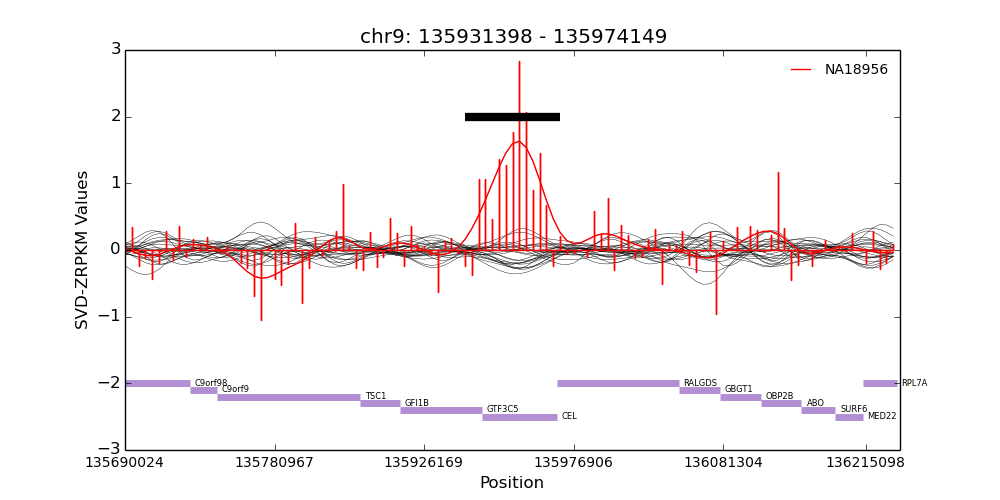 chr9: 135931398 - 135974149
NA18956
SVD-ZRPKM Values
3
2
1
0
−1
−2
−3
C9orf98
C9orf9
TSC1
GFI1B
GTF3C5
CEL
RALGDS
GBGT1
OBP2B
ABO
SURF6
MED22
RPL7A
135690024
135780967
135926169
135976906
136081304
136215098
Position